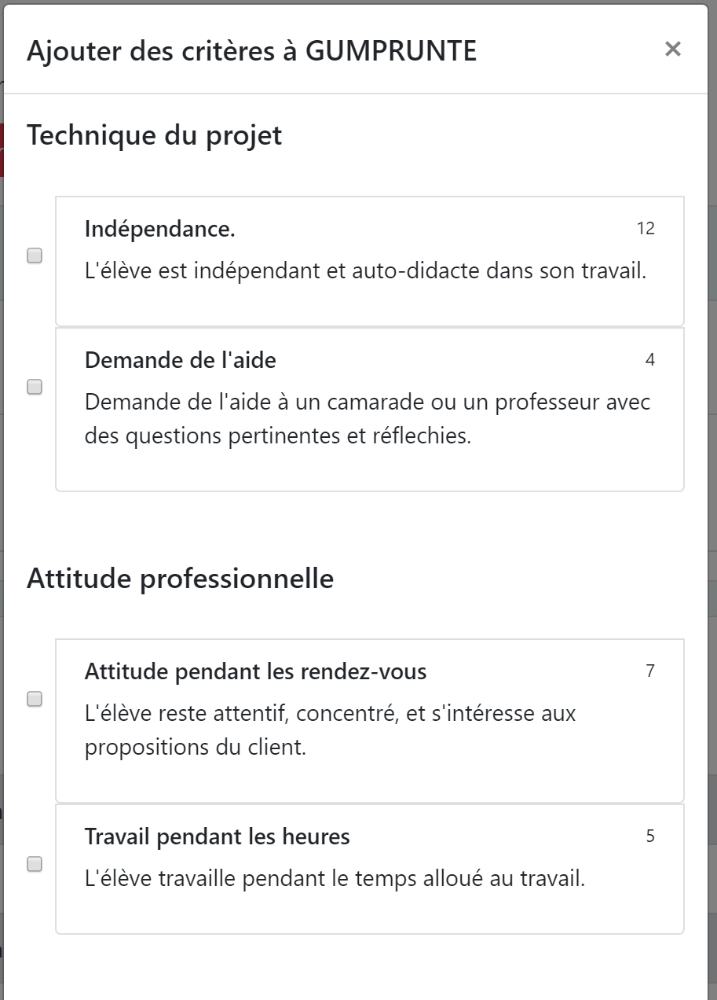 Ajouter des critères à GUMPRUNTE
×
Technique du projet
Indépendance.
12
L'élève est indépendant et auto-didacte dans son travail.
Demande de l'aide
4
Demande de l'aide à un camarade ou un professeur avec
des questions pertinentes et réflechies.
Attitude professionnelle
Attitude pendant les rendez-vous
7
L'élève reste attentif, concentré, et s'intéresse aux
propositions du client.
Travail pendant les heures
5
L'élève travaille pendant le temps alloué au travail.